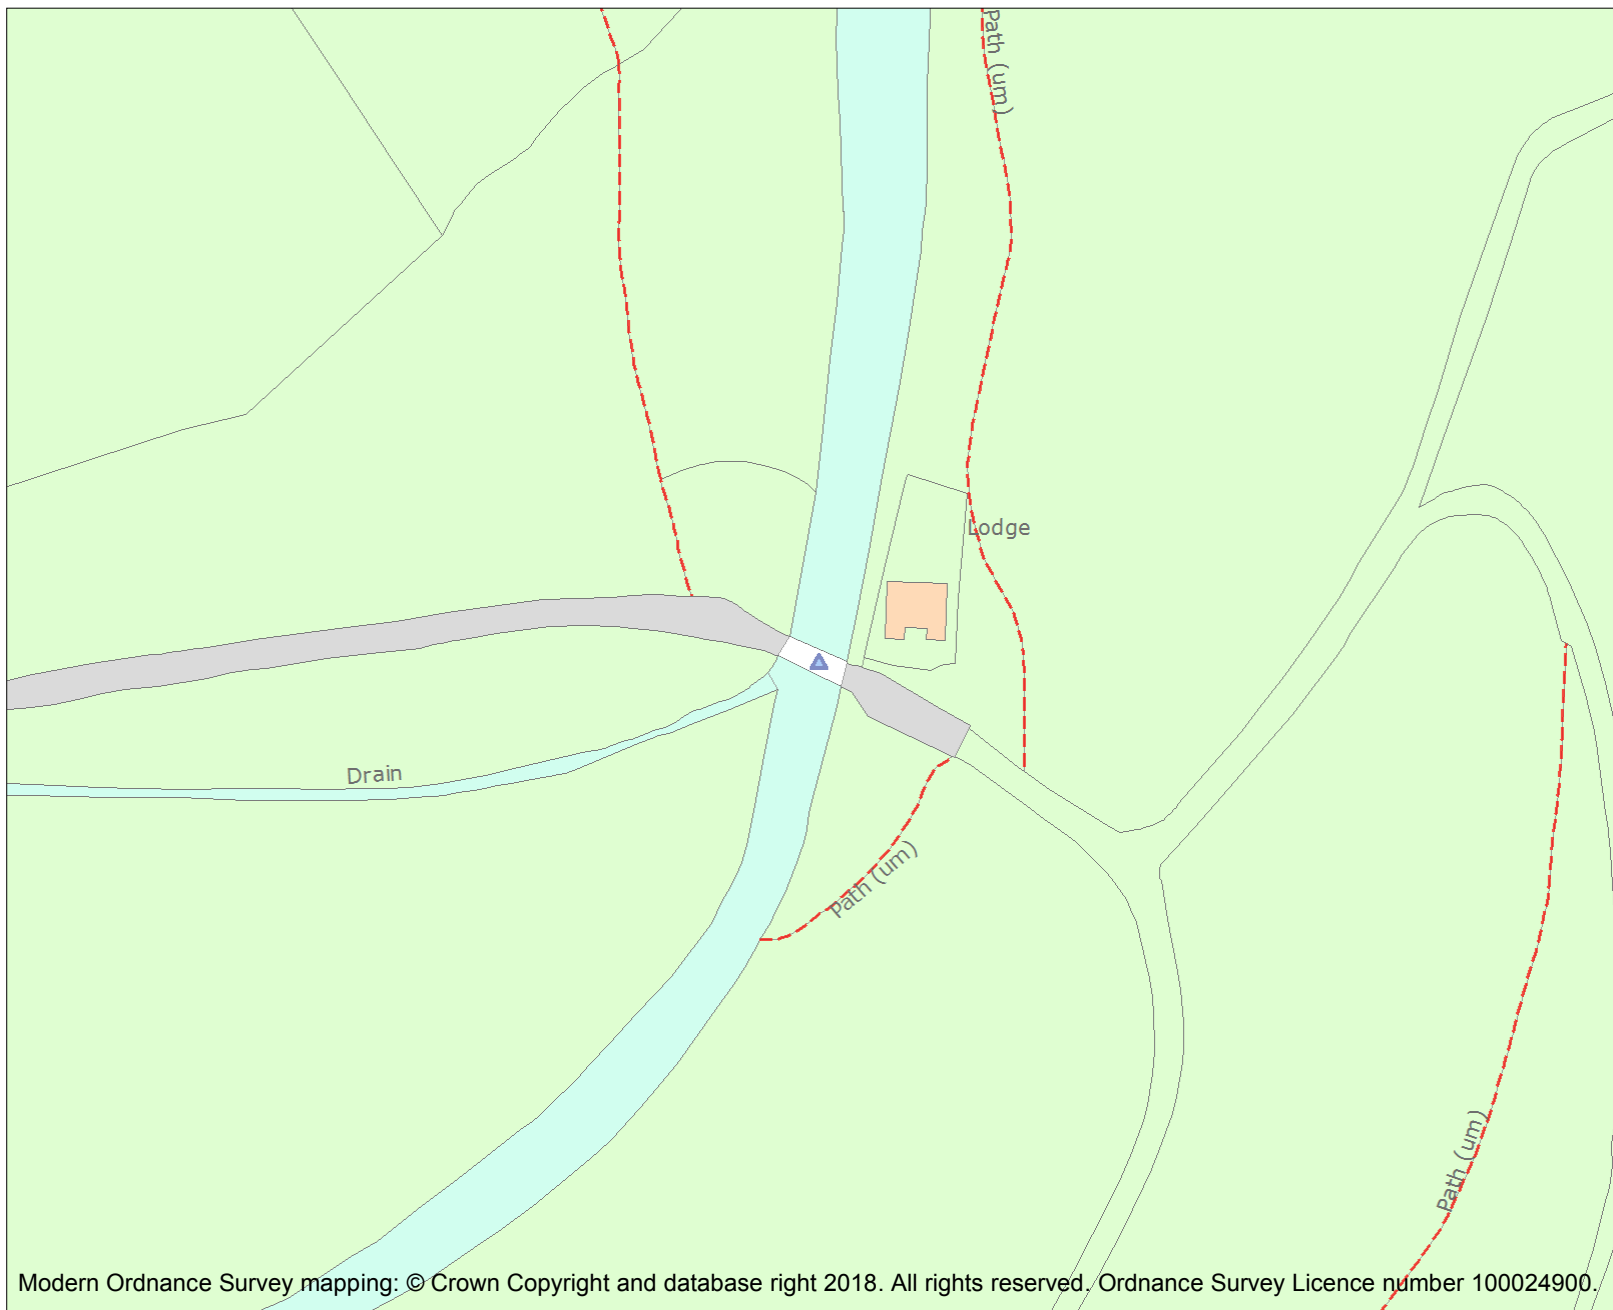 Path (um)
Lodge
Drain
Path (um)
Path (um)
Modern Ordnance Survey mapping: © Crown Copyright and database right 2018. All rights reserved. Ordnance Survey Licence number 100024900.